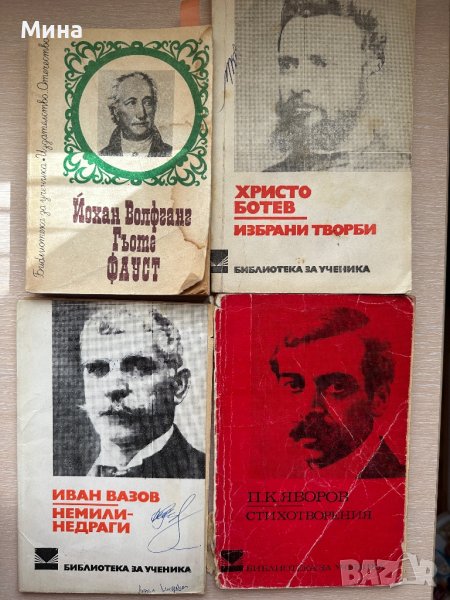 Мина
Библиотека за ученика • Издателство Отечество
Йохан Волфганг
Гьоте
ФАУСТ
ХРИСТО
БОТЕВ
ИЗБРАНИ ТВОРБИ
БИБЛИОТЕКА ЗА УЧЕНИКА
ИВАН ВАЗОВ
НЕМИЛИ-
НЕДРАГИ
БИБЛИОТЕКА ЗА УЧЕНИКА
П.К.ЯВОРОВ
СТИХОТВОРЕНИЯ
БИБЛИОТЕКА ЗА
BAZAR